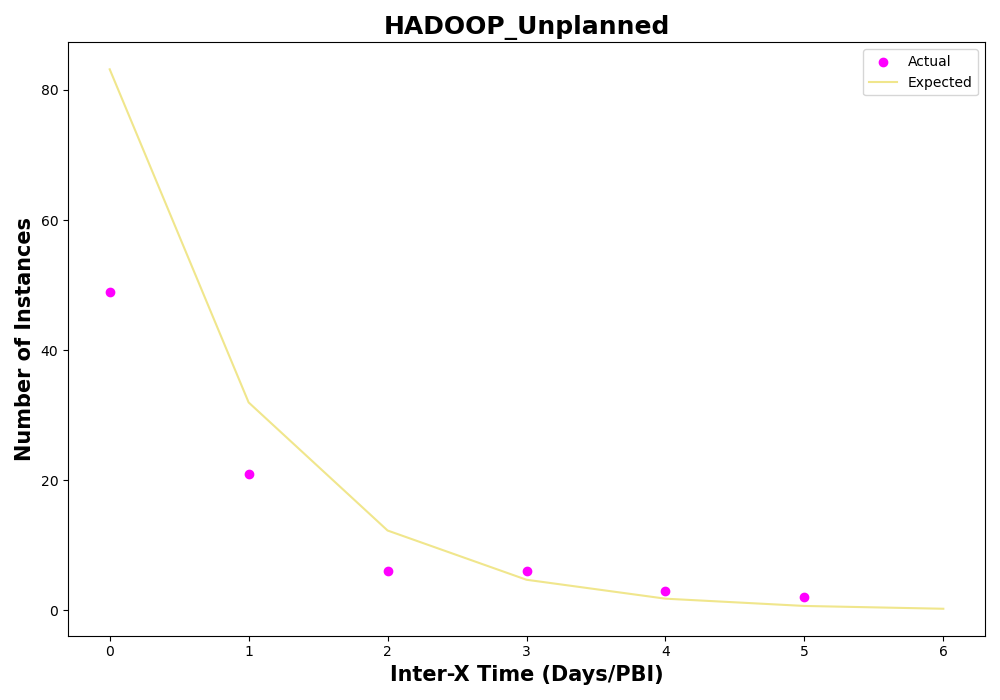 HADOOP_Unplanned
Actual
Expected
80
60
40
20
0
Number of Instances
0 1 2 3 4 5 6
Inter-X Time (Days/PBI)